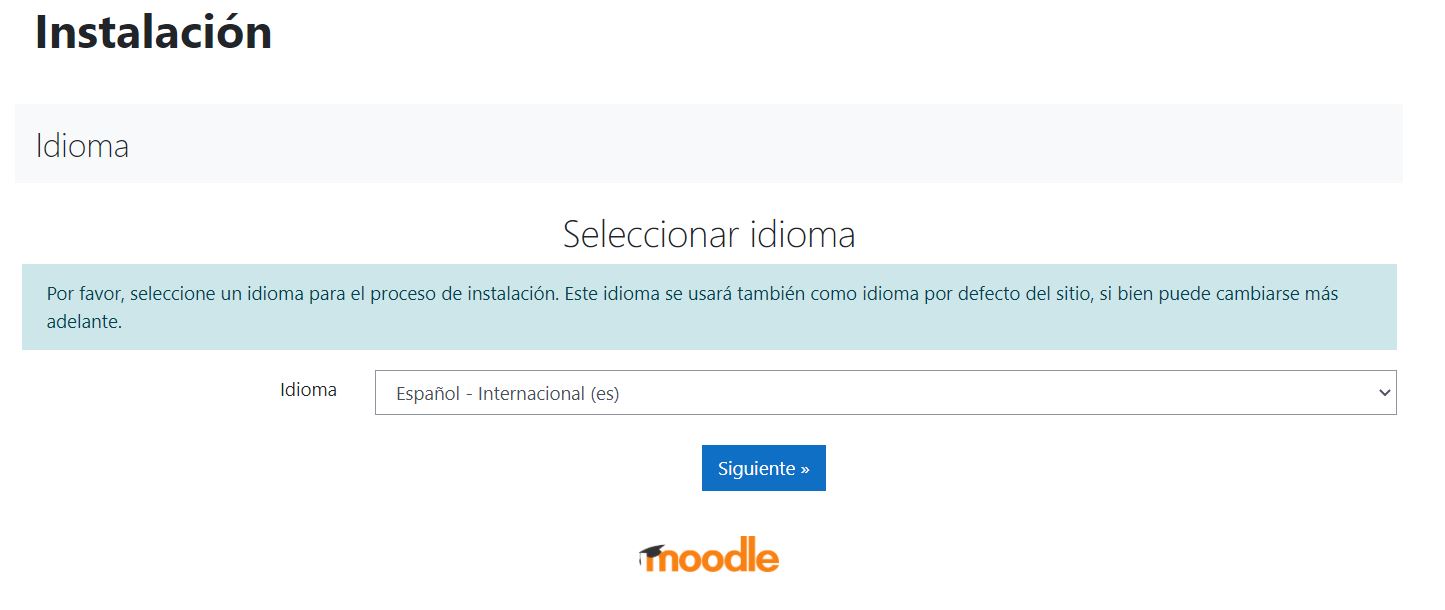 Instalación
Idioma
Seleccionar idioma
Por favor, seleccione un idioma para el proceso de instalación. Este idioma se usará también como idioma por defecto del sitio, si bien puede cambiarse más
adelante.
Idioma
Español - Internacional (es)
Siguiente »
moodle